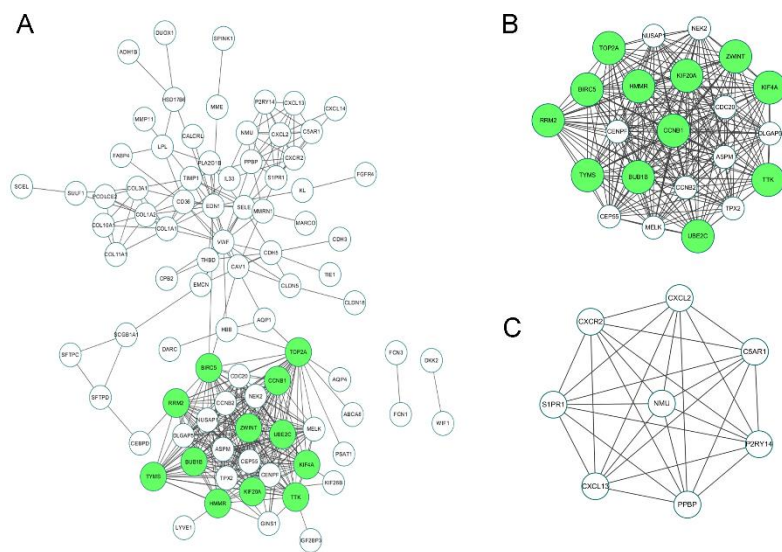 A
DUOX1
SPINK1
ADH1B
HSD17B6
MME
P2RY14
CXCL13
CXCL14
NMU
CXCL2
C5AR1
MMP11
CALCRL
LPL
PLA2G1B
PPBP
CXCR2
FABP4
TIMP1
IL33
S1PR1
KL
FGFR4
SCEL
SULF1
PCOLCE2
COL3A1
CD36
EDN1
SELE
MMRN1
COL1A2
MARCO
COL10A1
COL1A1
VWF
COL11A1
THBD
CDH5
CDH3
CAV1
CPB2
TIE1
EMCN
CLDN5
CLDN18
SCGB1A1
HBB
AQP1
SFTPC
DARC
TOP2A
BIRC5
FCN3
DKK2
CDC20
CCNB1
AQP4
SFTPD
RRM2
CCNB2
NEK2
ABCA8
FCN1
WIF1
NUSAP1
MELK
CEBPD
DLGAP5
ZWINT
UBE2C
PSAT1
ASPM
BUB1B
CEP55
KIF4A
TYMS
TPX2
CENPF
KIF26B
KIF20A
TTK
HMMR
LYVE1
GINS1
IGF2BP3
B
NEK2
NUSAP
TOP2A
ZWINT
KIF20A
BIRC5
HMMR
KIF4A
CDC20
RRM2
CCNB1
CENPF
DLGAP5
ASPM
TYMS
BUB1B
CCNB2
TTK
TPX2
CEP55
MELK
UBE2C
C
CXCL2
CXCR2
C5AR1
S1PR1
NMU
P2RY14
CXCL13
PPBP